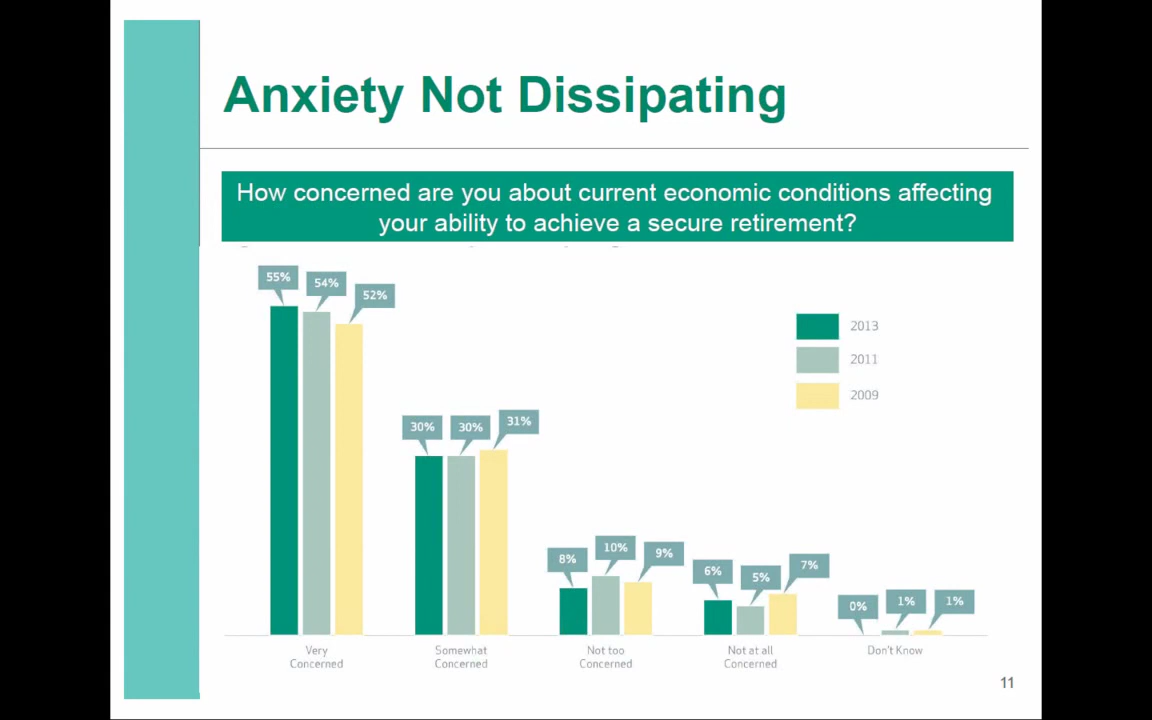 Anxiety Not Dissipating
How concerned are you about current economic conditions affecting
your ability to achieve a secure retirement?
55%
54%
52%
30%
30%
31%
8%
10%
9%
6%
5%
7%
0%
1%
1%
2013
2011
2009
Very
Concerned
Somewhat
Concerned
Not too
Concerned
Not at all
Concerned
Don't Know
11